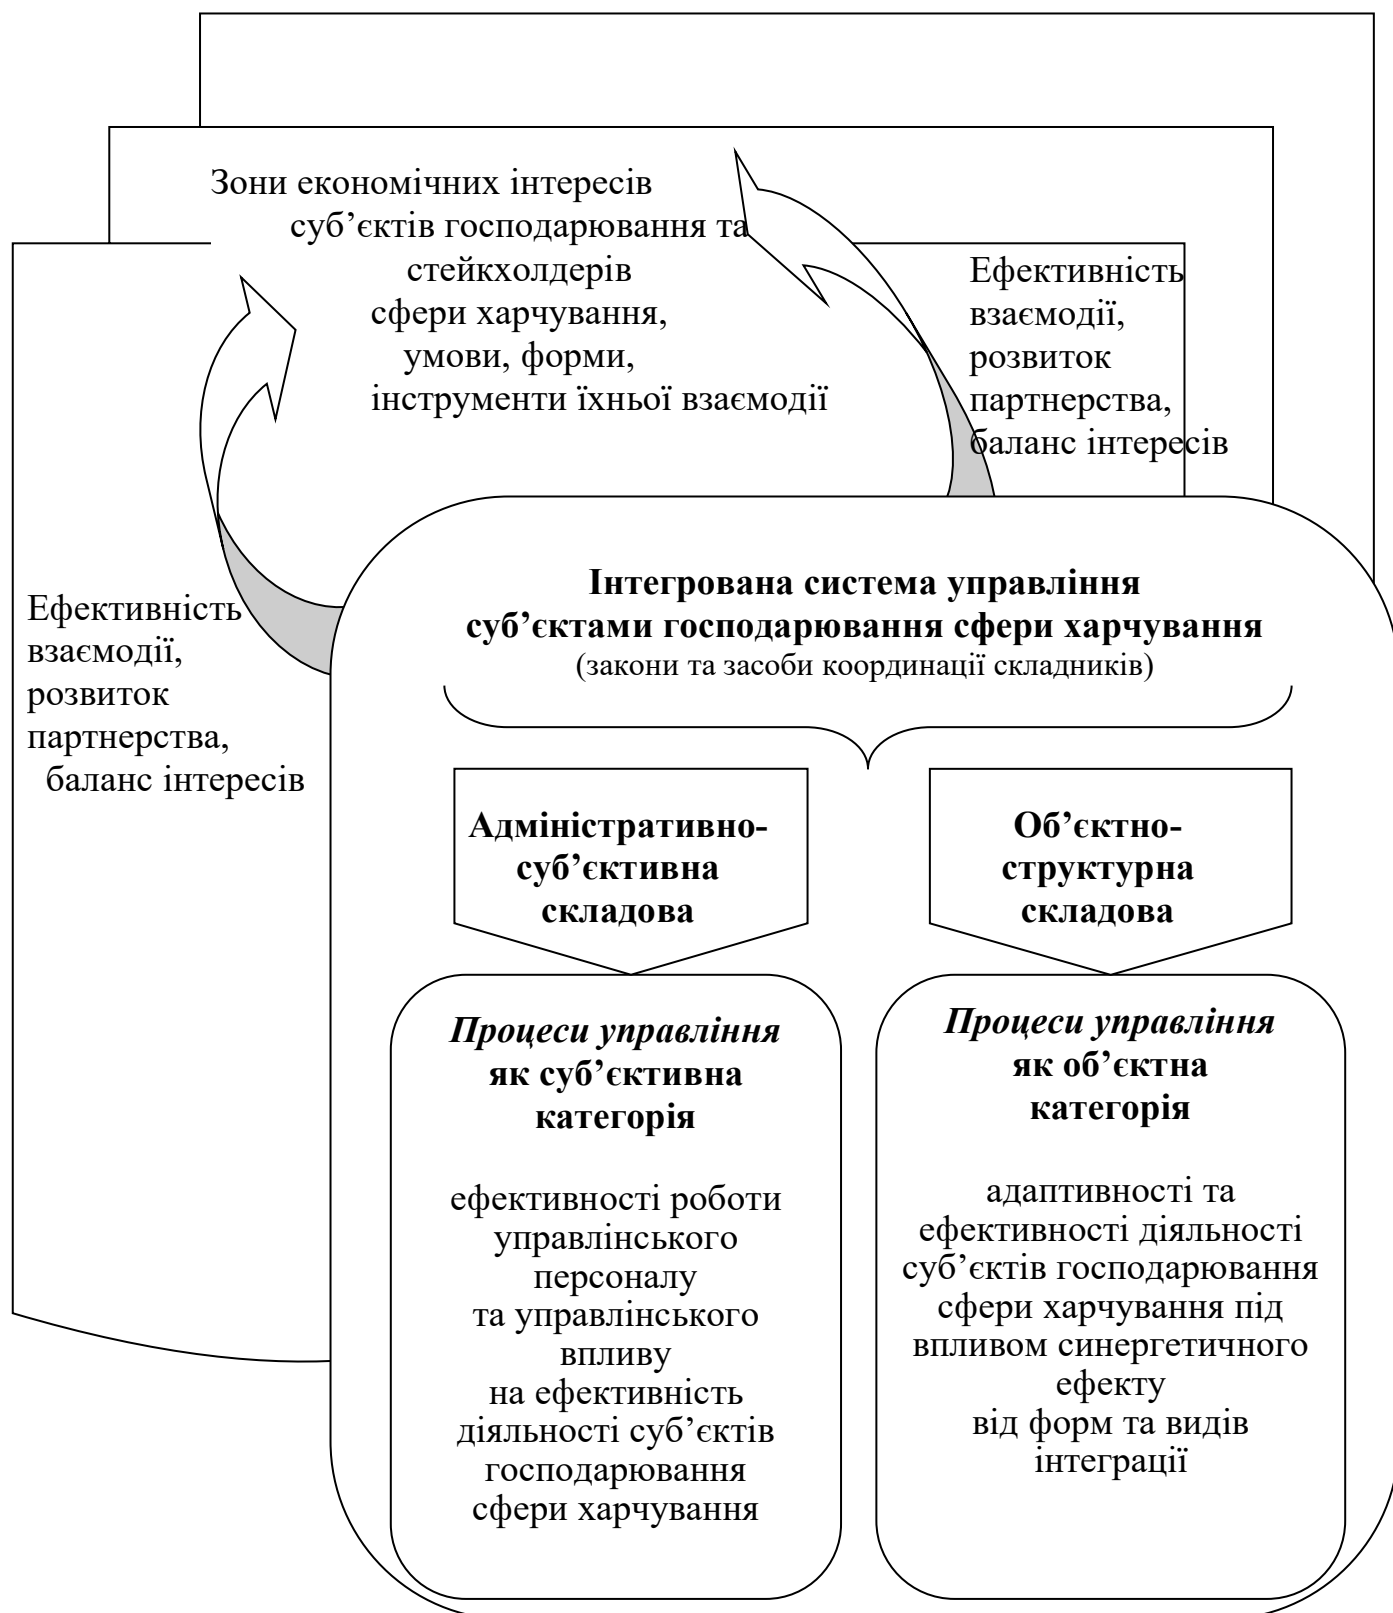 Зони економічних інтересів
суб’єктів господарювання та
стейкхолдерів
сфери харчування,
умови, форми,
інструменти їхньої взаємодії
Ефективність
взаємодії,
розвиток
партнерства,
баланс інтересів
Ефективність
взаємодії,
розвиток
партнерства,
баланс інтересів
Інтегрована система управління
суб’єктами господарювання сфери харчування
(закони та засоби координації складників)
Адміністративно-
суб’єктивна
складова
Об’єктно-
структурна
складова
Процеси управління
як суб’єктивна
категорія
ефективності роботи
управлінського
персоналу
та управлінського
впливу
на ефективність
діяльності суб’єктів
господарювання
сфери харчування
Процеси управління
як об’єктна
категорія
адаптивності та
ефективності діяльності
суб’єктів господарювання
сфери харчування під
впливом синергетичного
ефекту
від форм та видів
інтеграції